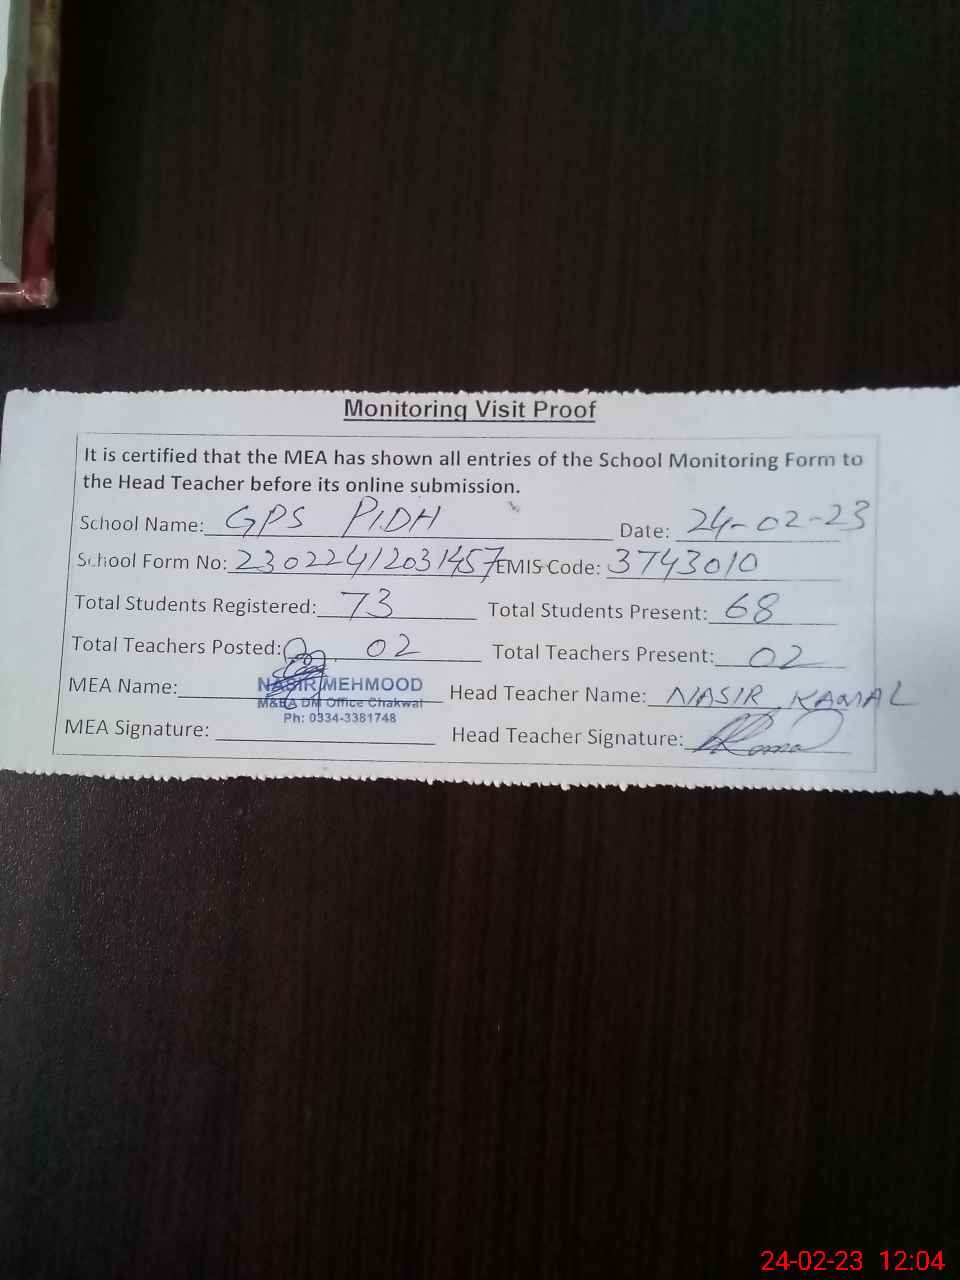 Monitoring Visit Proof
It is certified that the MEA has shown all entries of the School Monitoring Form to
the Head Teacher before its online submission.
School Name: GPS PIDH Date: 24-02-23
School Form No: 23022412031457 EMIS Code: 3743010
Total Students Registered: 73 Total Students Present: 68
Total Teachers Posted: 02 Total Teachers Present: 02
MEA Name: NASIR MEHMOOD Head Teacher Name: NASIR KAMAL
M&EA DM Office Chakwal
Ph: 0334-3381748
MEA Signature: Head Teacher Signature:
24-02-23 12:04